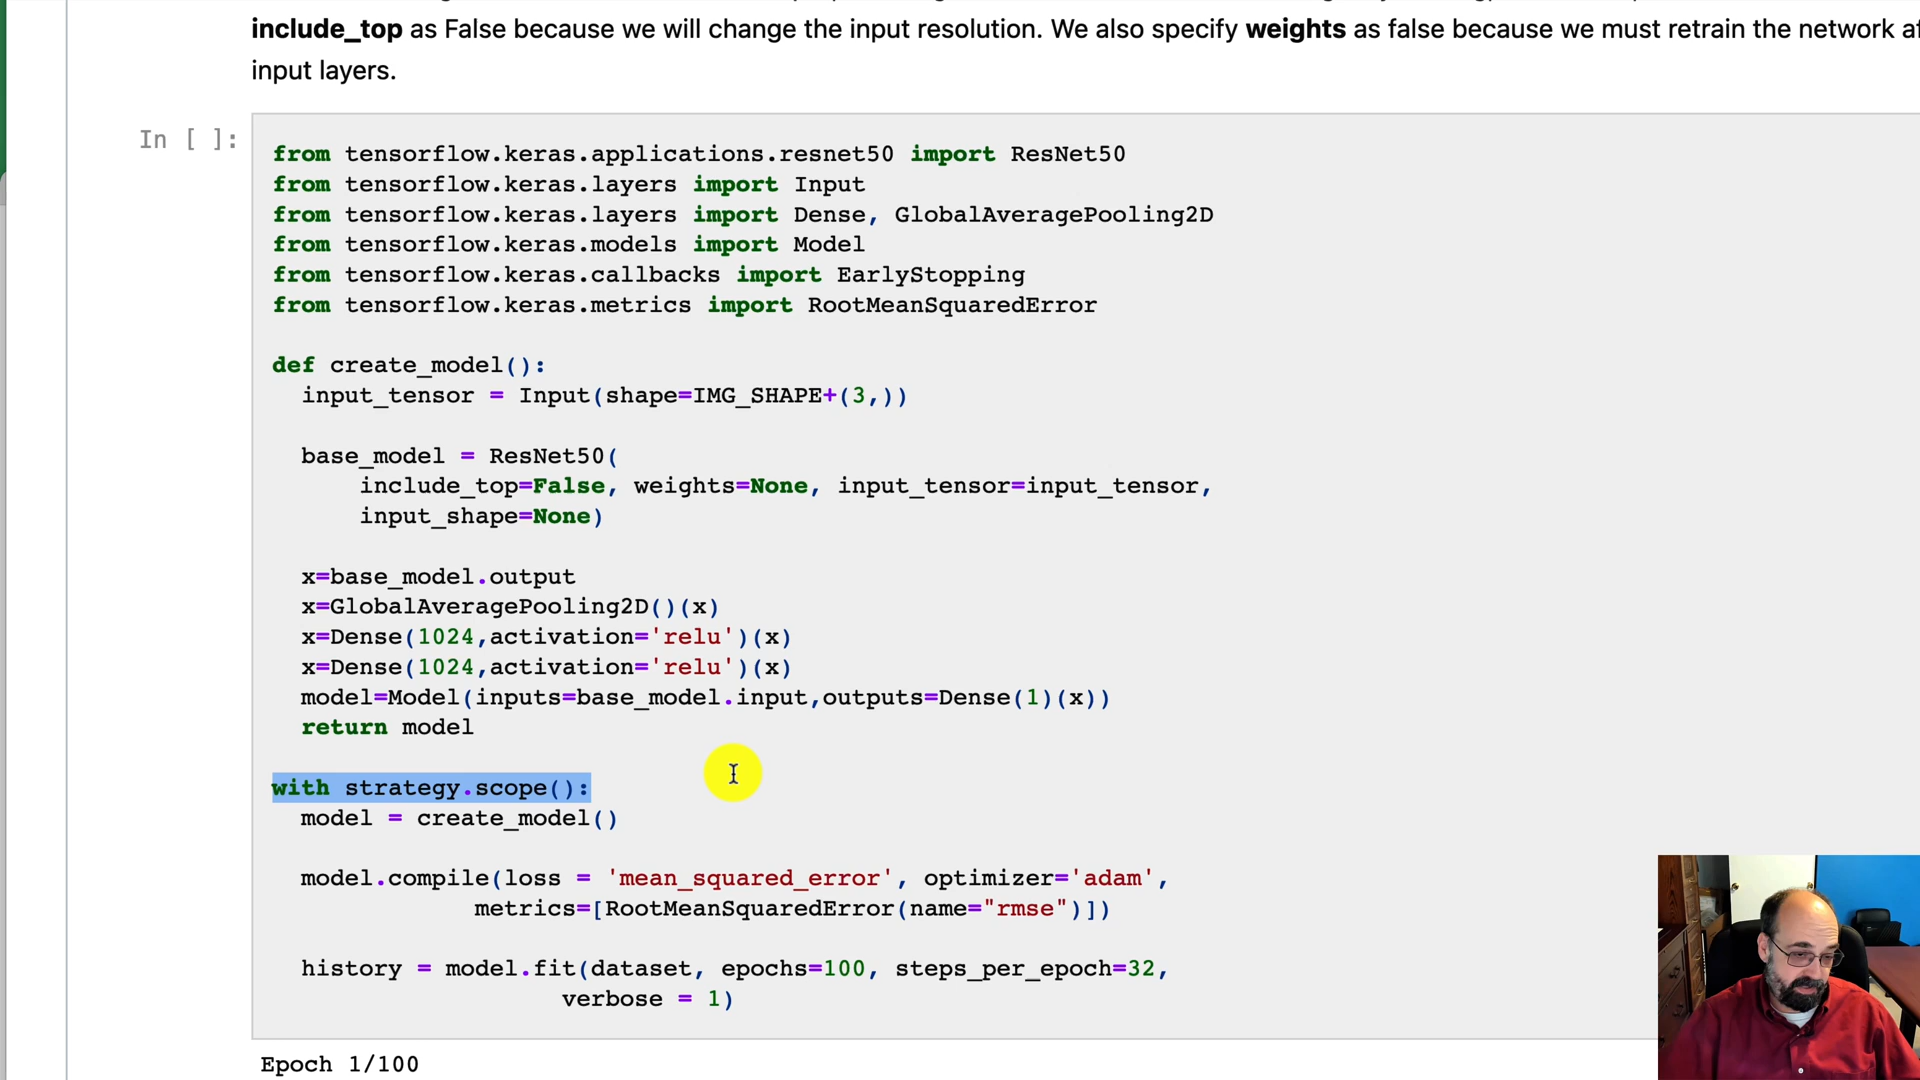 include_top as False because we will change the input resolution. We also specify weights as false because we must retrain the network
input layers.
In [ ]:
from tensorflow.keras.applications.resnet50 import ResNet50
from tensorflow.keras.layers import Input
from tensorflow.keras.layers import Dense, GlobalAveragePooling2D
from tensorflow.keras.models import Model
from tensorflow.keras.callbacks import EarlyStopping
from tensorflow.keras.metrics import RootMeanSquaredError
def create_model():
input_tensor = Input(shape=IMG_SHAPE+(3,))
base_model = ResNet50(
include_top=False, weights=None, input_tensor=input_tensor,
input_shape=None)
x=base_model.output
x=GlobalAveragePooling2D()(x)
x=Dense(1024,activation='relu')(x)
x=Dense(1024,activation='relu')(x)
model=Model(inputs=base_model.input,outputs=Dense(1)(x))
return model
with strategy.scope():
model = create_model()
model.compile(loss = 'mean_squared_error', optimizer='adam',
metrics=[RootMeanSquaredError(name="rmse")])
history = model.fit(dataset, epochs=100, steps_per_epoch=32,
verbose = 1)
Epoch 1/100